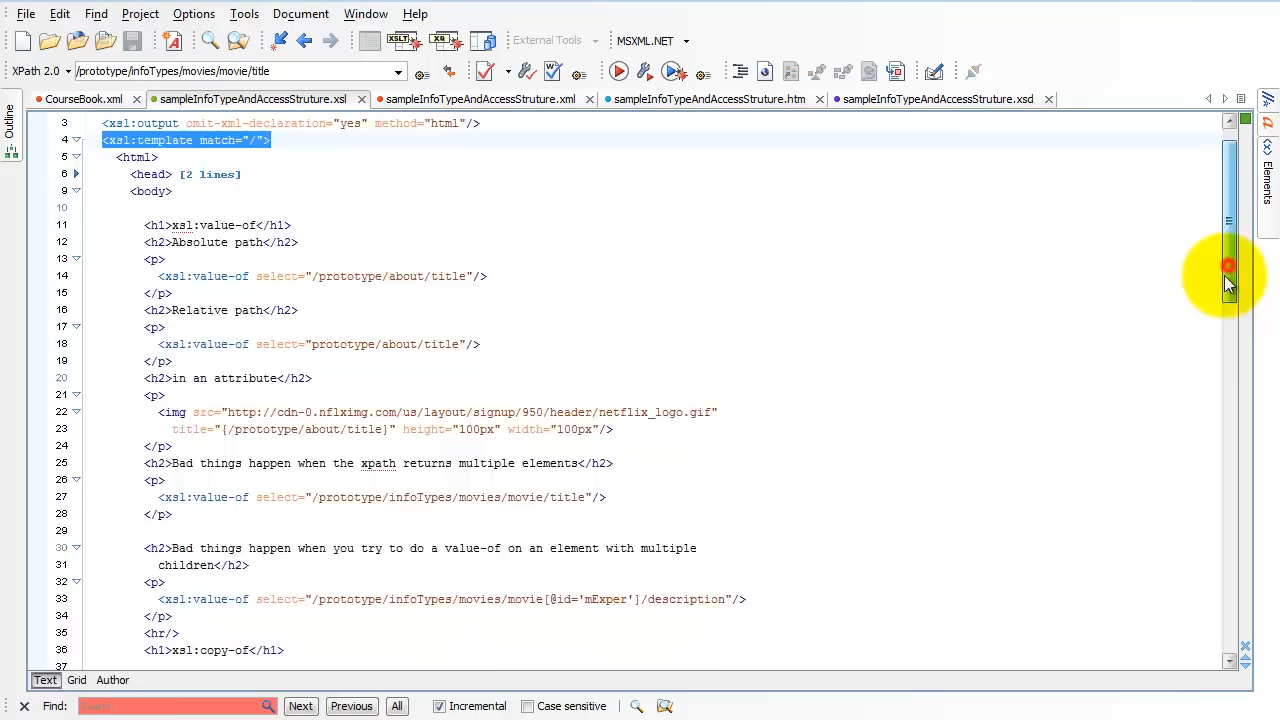 File Edit Find Project Options Tools Document Window Help
External Tools MSXML.NET
XPath 2.0 /prototype/infoTypes/movies/movie/title
CourseBook.xml sampleInfoTypeAndAccessStruture.xsl sampleInfoTypeAndAccessStruture.xml sampleInfoTypeAndAccessStruture.htm sampleInfoTypeAndAccessStruture.xsd
Outline
Elements
3 <xsl:output omit-xml-declaration="yes" method="html"/>
4 <xsl:template match="/">
5 <html>
6 <head> [2 lines]
9 <body>
10
11 <h1>xsl:value-of</h1>
12 <h2>Absolute path</h2>
13 <p>
14 <xsl:value-of select="/prototype/about/title"/>
15 </p>
16 <h2>Relative path</h2>
17 <p>
18 <xsl:value-of select="prototype/about/title"/>
19 </p>
20 <h2>in an attribute</h2>
21 <p>
22 <img src="http://cdn-0.nflximg.com/us/layout/signup/950/header/netflix_logo.gif"
23 title="{/prototype/about/title}" height="100px" width="100px"/>
24 </p>
25 <h2>Bad things happen when the xpath returns multiple elements</h2>
26 <p>
27 <xsl:value-of select="/prototype/infoTypes/movies/movie/title"/>
28 </p>
29
30 <h2>Bad things happen when you try to do a value-of on an element with multiple
31 children</h2>
32 <p>
33 <xsl:value-of select="/prototype/infoTypes/movies/movie[@id='mExper']/description"/>
34 </p>
35 <hr/>
36 <h1>xsl:copy-of</h1>
37
Text Grid Author
Find: Search Next Previous All Incremental Case sensitive